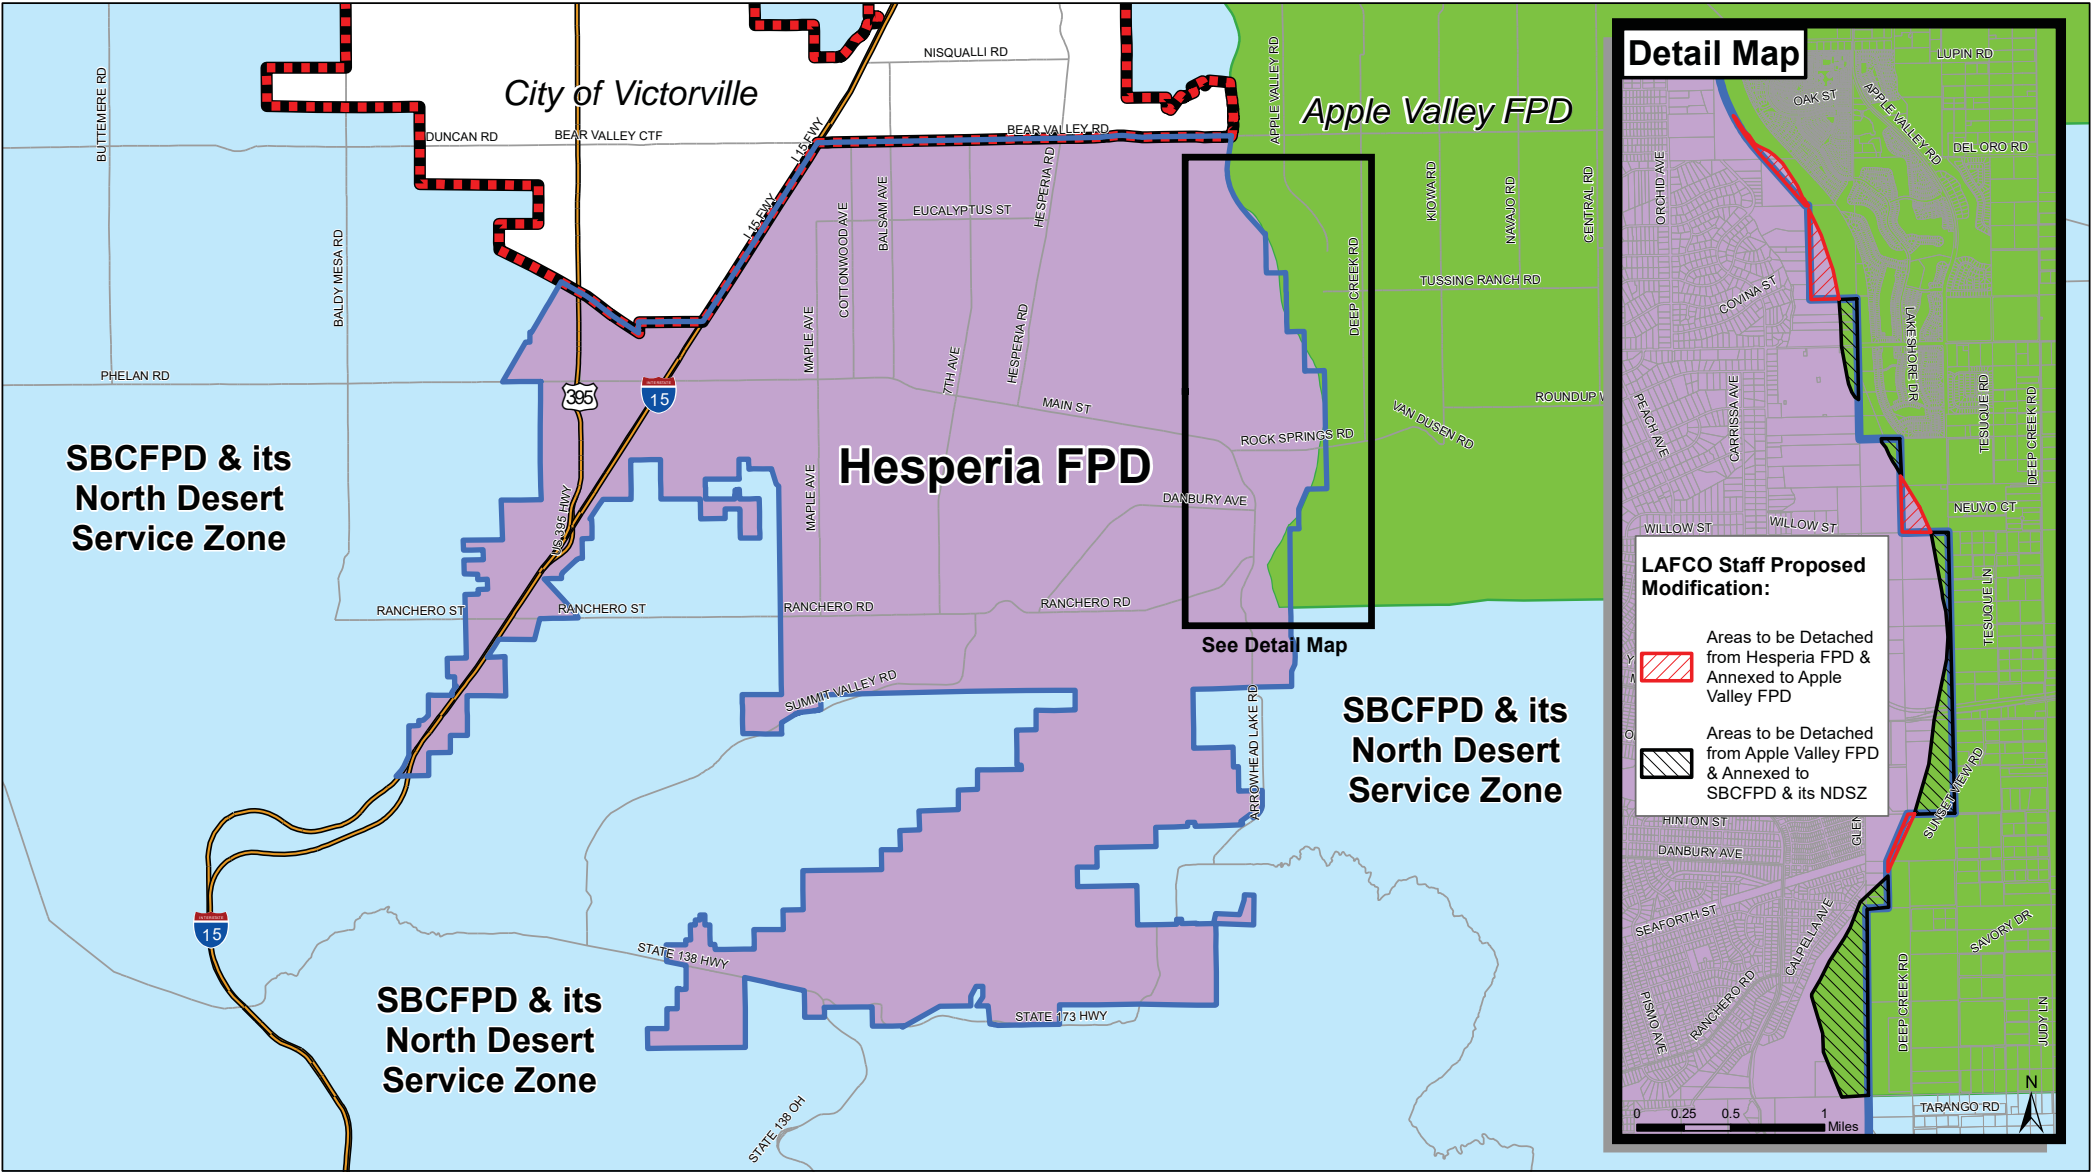 NISQUALLI RD
City of Victorville
BUTTEMERE RD
DUNCAN RD
BEAR VALLEY CTF
I 15 FWY
BEAR VALLEY RD
APPLE VALLEY RD
Apple Valley FPD
I 15 FWY
COTTONWOOD AVE
BALSAM AVE
EUCALYPTUS ST
HESPERIA RD
KIOWA RD
NAVAJO RD
CENTRAL RD
BALDY MESA RD
MAPLE AVE
7TH AVE
HESPERIA RD
DEEP CREEK RD
TUSSING RANCH RD
PHELAN RD
395
INTERSTATE
15
MAIN ST
VAN DUSEN RD
ROUNDUP W
ROCK SPRINGS RD
SBCFPD & its
North Desert
Service Zone
Hesperia FPD
US 395 HWY
MAPLE AVE
DANBURY AVE
RANCHERO ST
RANCHERO ST
RANCHERO RD
RANCHERO RD
See Detail Map
SUMMIT VALLEY RD
ARROWHEAD LAKE RD
SBCFPD & its
North Desert
Service Zone
INTERSTATE
15
STATE 138 HWY
SBCFPD & its
North Desert
Service Zone
STATE 173 HWY
STATE 138 OH
Detail Map
LUPIN RD
OAK ST
APPLE VALLEY RD
DEL ORO RD
ORCHID AVE
COVINA ST
LAKESHORE DR
PEACH AVE
CARRISSA AVE
TESUQUE RD
DEEP CREEK RD
NEUVO CT
WILLOW ST
WILLOW ST
LAFCO Staff Proposed
Modification:
Areas to be Detached
from Hesperia FPD &
Annexed to Apple
Valley FPD
Areas to be Detached
from Apple Valley FPD
& Annexed to
SBCFPD & its NDSZ
TESUQUE LN
SUNSET VIEW RD
HINTON ST
GLEN
DANBURY AVE
SEAFORTH ST
CALPELLA AVE
SAVORY DR
PISMO AVE
RANCHERO RD
DEEP CREEK RD
JUDY LN
N
TARANGO RD
0 0.25 0.5 1
Miles